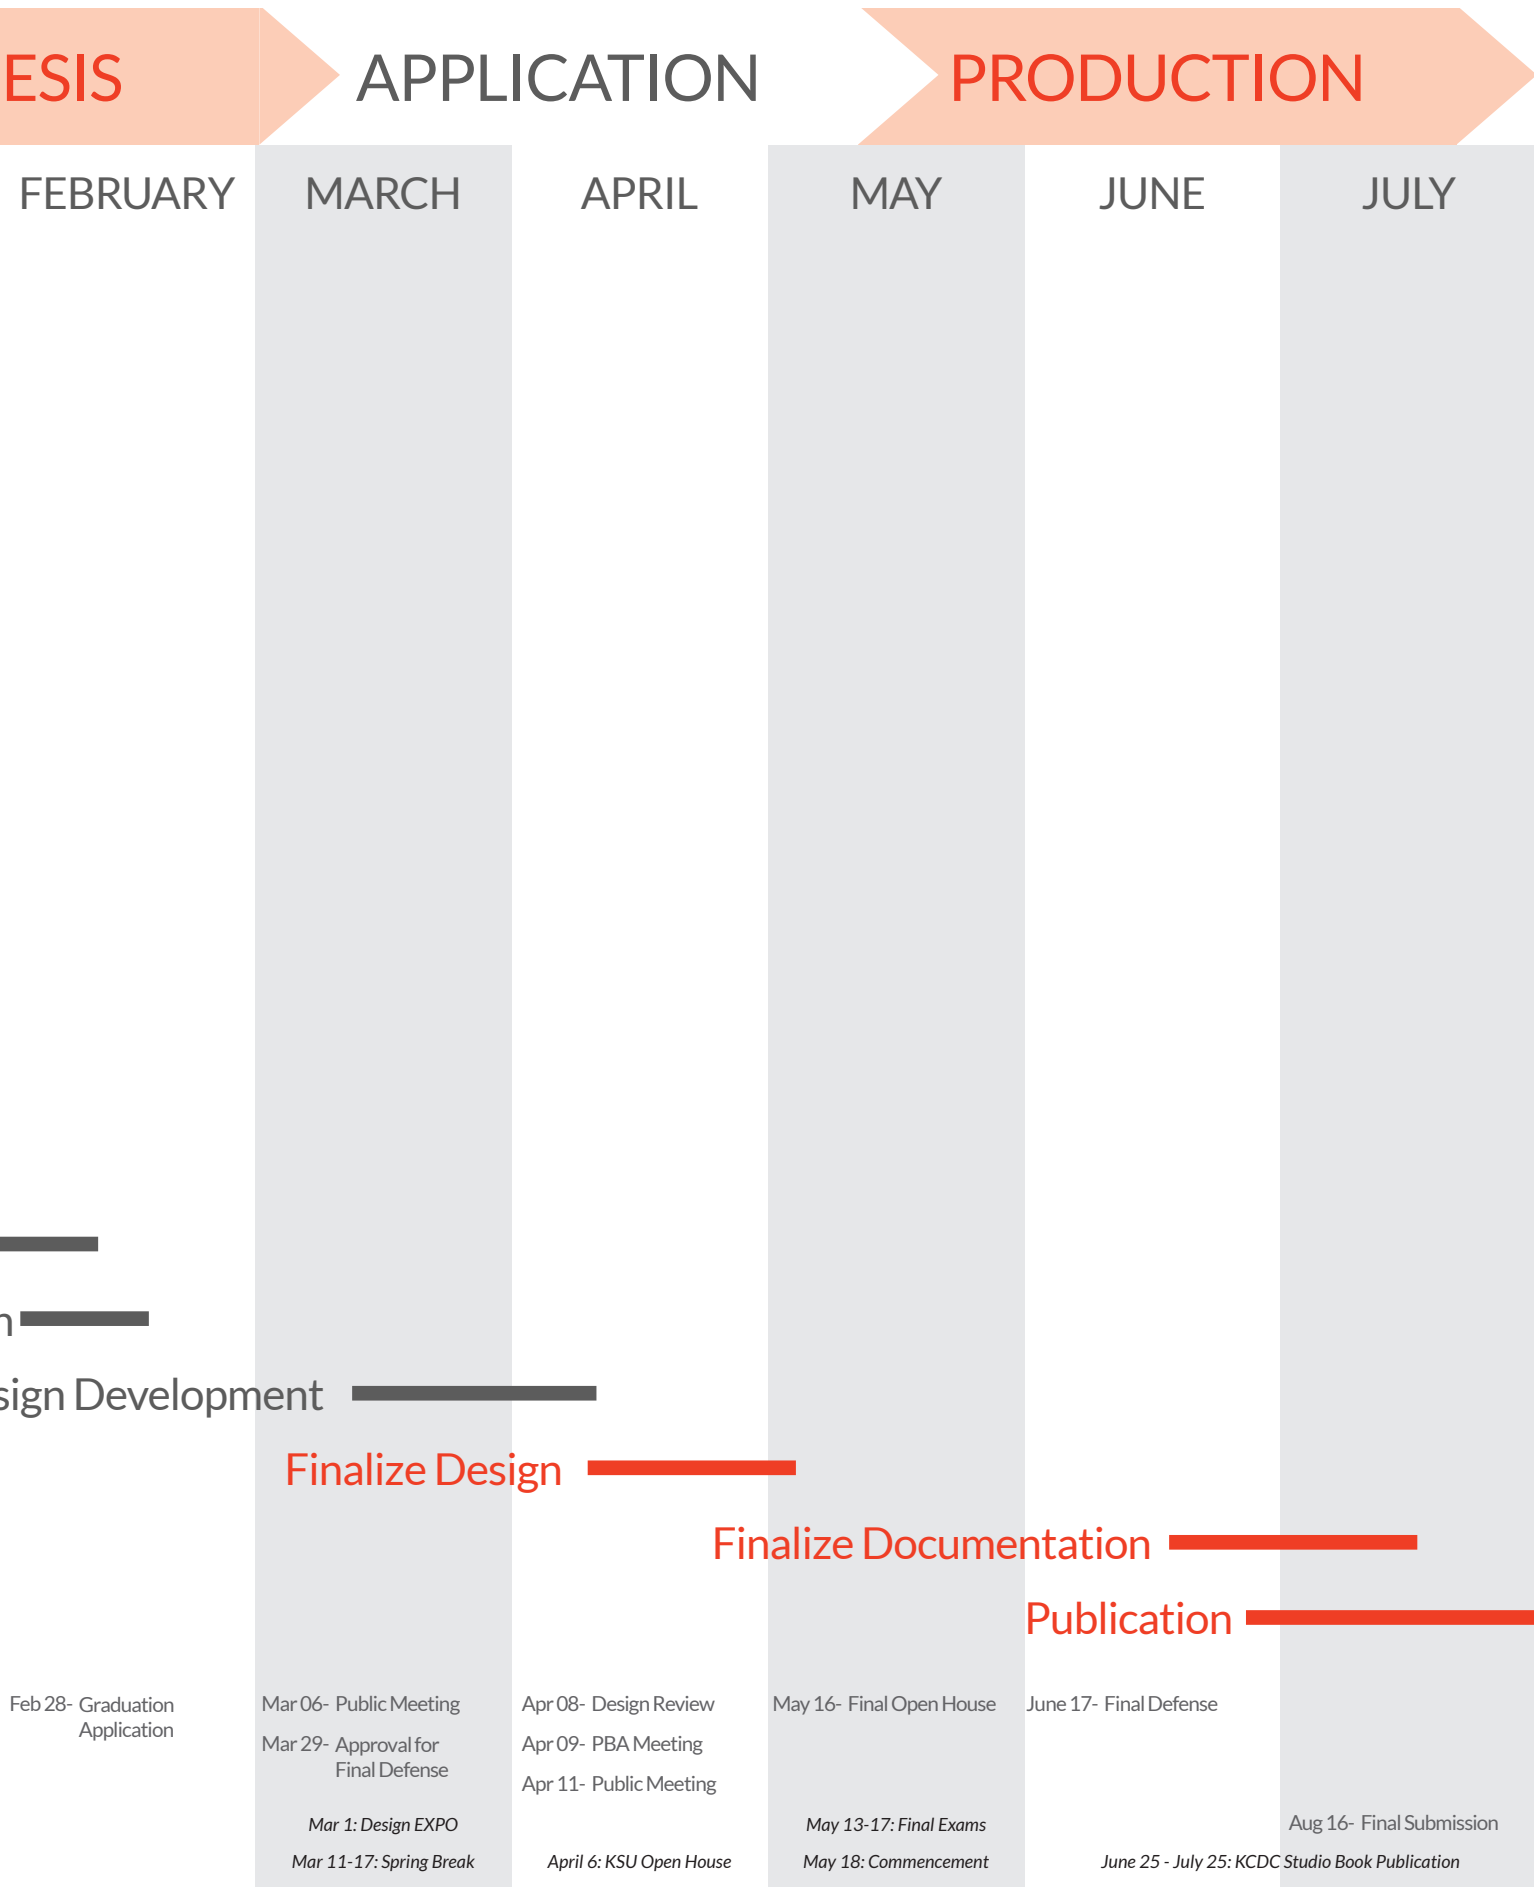 ESIS APPLICATION PRODUCTION
FEBRUARY MARCH APRIL MAY JUNE JULY
n
sign Development
Finalize Design
Finalize Documentation
Publication
Feb 28- Graduation
Application
Mar 06- Public Meeting
Mar 29- Approval for
Final Defense
Mar 1: Design EXPO
Mar 11-17: Spring Break
Apr 08- Design Review
Apr 09- PBA Meeting
Apr 11- Public Meeting
April 6: KSU Open House
May 16- Final Open House
May 13-17: Final Exams
May 18: Commencement
June 17- Final Defense
Aug 16- Final Submission
June 25 - July 25: KCDC Studio Book Publication